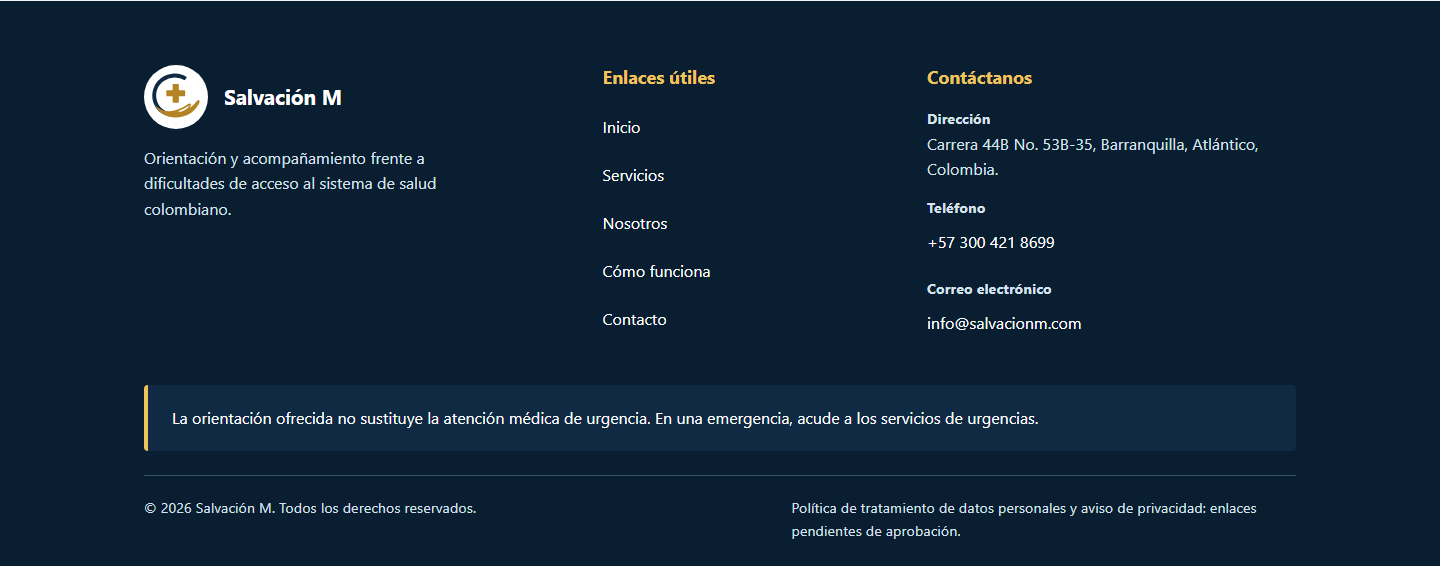 Salvación M
Orientación y acompañamiento frente a
dificultades de acceso al sistema de salud
colombiano.
Enlaces útiles
Inicio
Servicios
Nosotros
Cómo funciona
Contacto
Contáctanos
Dirección
Carrera 44B No. 53B-35, Barranquilla, Atlántico,
Colombia.
Teléfono
+57 300 421 8699
Correo electrónico
info@salvacionm.com
La orientación ofrecida no sustituye la atención médica de urgencia. En una emergencia, acude a los servicios de urgencias.
© 2026 Salvación M. Todos los derechos reservados.
Política de tratamiento de datos personales y aviso de privacidad: enlaces
pendientes de aprobación.